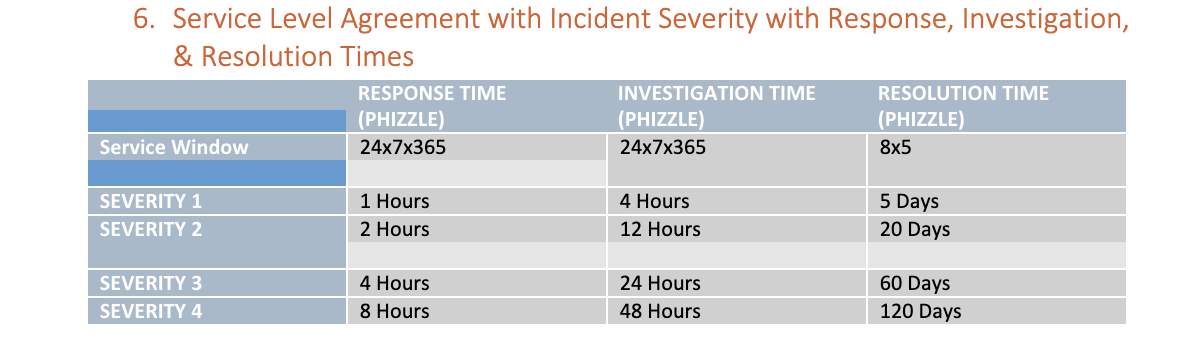 6. Service Level Agreement with Incident Severity with Response, Investigation,
& Resolution Times
RESPONSE TIME INVESTIGATION TIME RESOLUTION TIME
(PHIZZLE) (PHIZZLE) (PHIZZLE)
Service Window 24x7x365 24x7x365 8x5
SEVERITY 1 1 Hours 4 Hours 5 Days
SEVERITY 2 2 Hours 12 Hours 20 Days
SEVERITY 3 4 Hours 24 Hours 60 Days
SEVERITY 4 8 Hours 48 Hours 120 Days